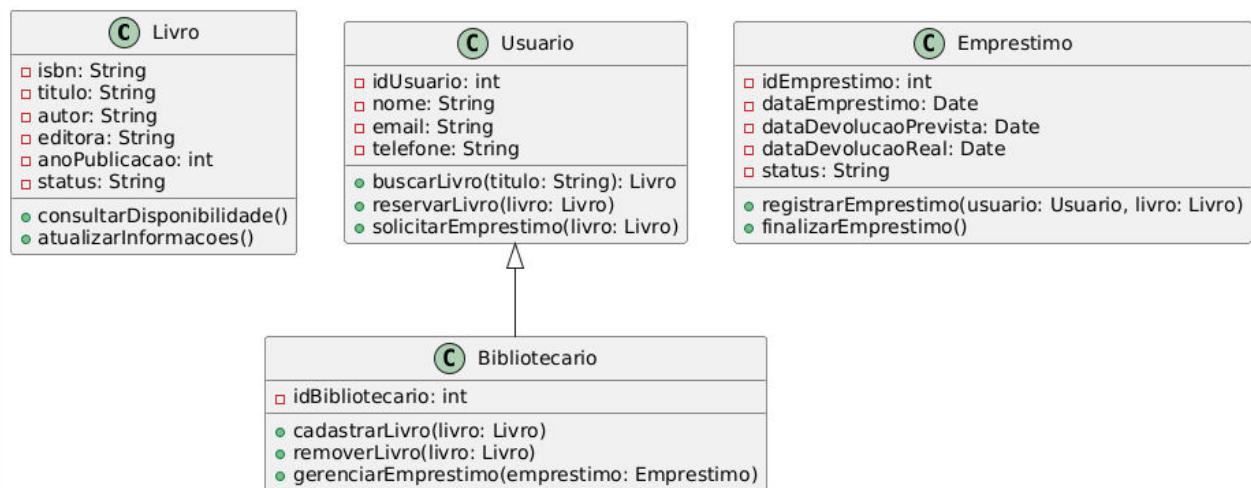 C Livro
isbn: String
titulo: String
autor: String
editora: String
anoPublicacao: int
status: String
consultarDisponibilidade()
atualizarInformacoes()
C Usuario
idUsuario: int
nome: String
email: String
telefone: String
buscarLivro(titulo: String): Livro
reservarLivro(livro: Livro)
solicitarEmprestimo(livro: Livro)
C Emprestimo
idEmprestimo: int
dataEmprestimo: Date
dataDevolucaoPrevista: Date
dataDevolucaoReal: Date
status: String
registrarEmprestimo(usuario: Usuario, livro: Livro)
finalizarEmprestimo()
C Bibliotecario
idBibliotecario: int
cadastrarLivro(livro: Livro)
removerLivro(livro: Livro)
gerenciarEmprestimo(emprestimo: Emprestimo)